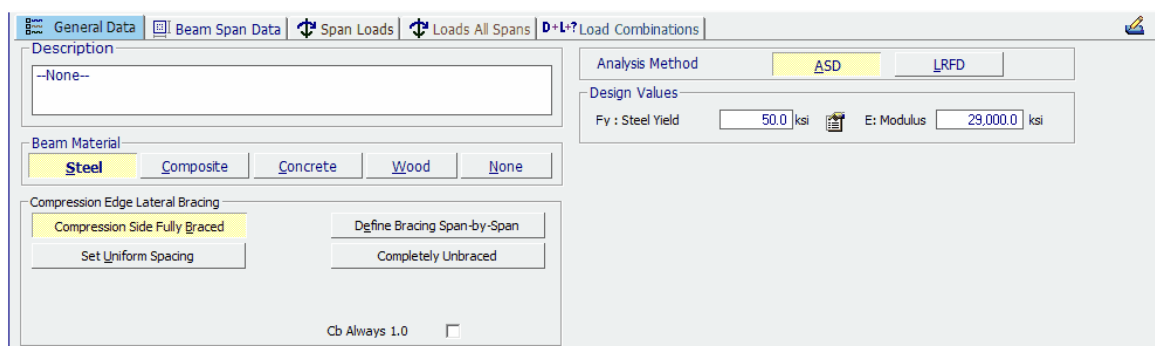 General Data Beam Span Data Span Loads Loads All Spans D+L+? Load Combinations
Description
--None--
Beam Material
Steel Composite Concrete Wood None
Compression Edge Lateral Bracing
Compression Side Fully Braced Define Bracing Span-by-Span
Set Uniform Spacing Completely Unbraced
Cb Always 1.0
Analysis Method ASD LRFD
Design Values
Fy : Steel Yield 50.0 ksi E: Modulus 29,000.0 ksi